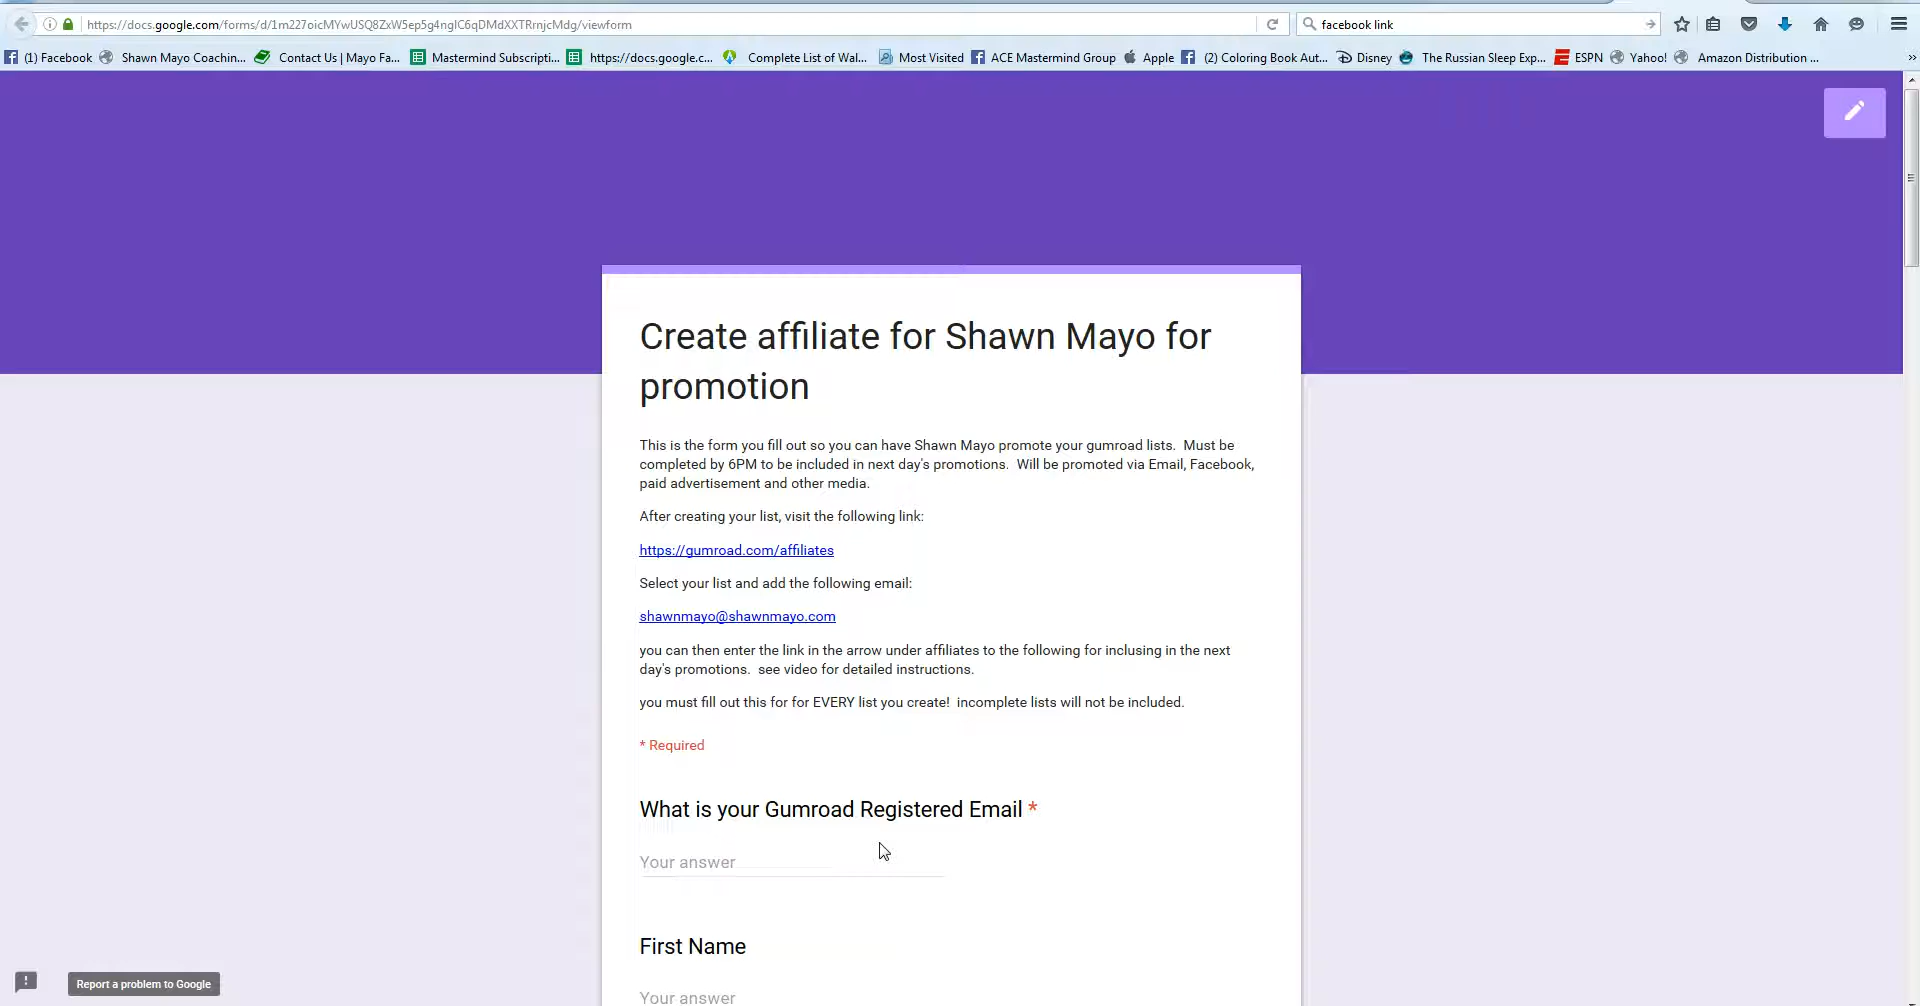 https://docs.google.com/forms/d/1m227oicMYwUSQ8ZxW5ep5g4nglC6qDMdXXTRrnjcMdg/viewform
facebook link
(1) Facebook
Shawn Mayo Coachin...
Contact Us | Mayo Fa...
Mastermind Subscripti...
https://docs.google.c...
Complete List of Wal...
Most Visited
ACE Mastermind Group
Apple
(2) Coloring Book Aut...
Disney
The Russian Sleep Exp...
ESPN
Yahoo!
Amazon Distribution ...
Create affiliate for Shawn Mayo for
promotion
This is the form you fill out so you can have Shawn Mayo promote your gumroad lists.  Must be
completed by 6PM to be included in next day's promotions.  Will be promoted via Email, Facebook,
paid advertisement and other media.
After creating your list, visit the following link:
https://gumroad.com/affiliates
Select your list and add the following email:
shawnmayo@shawnmayo.com
you can then enter the link in the arrow under affiliates to the following for inclusing in the next
day's promotions.  see video for detailed instructions.
you must fill out this for for EVERY list you create!  incomplete lists will not be included.
* Required
What is your Gumroad Registered Email *
Your answer
First Name
Your answer
Report a problem to Google